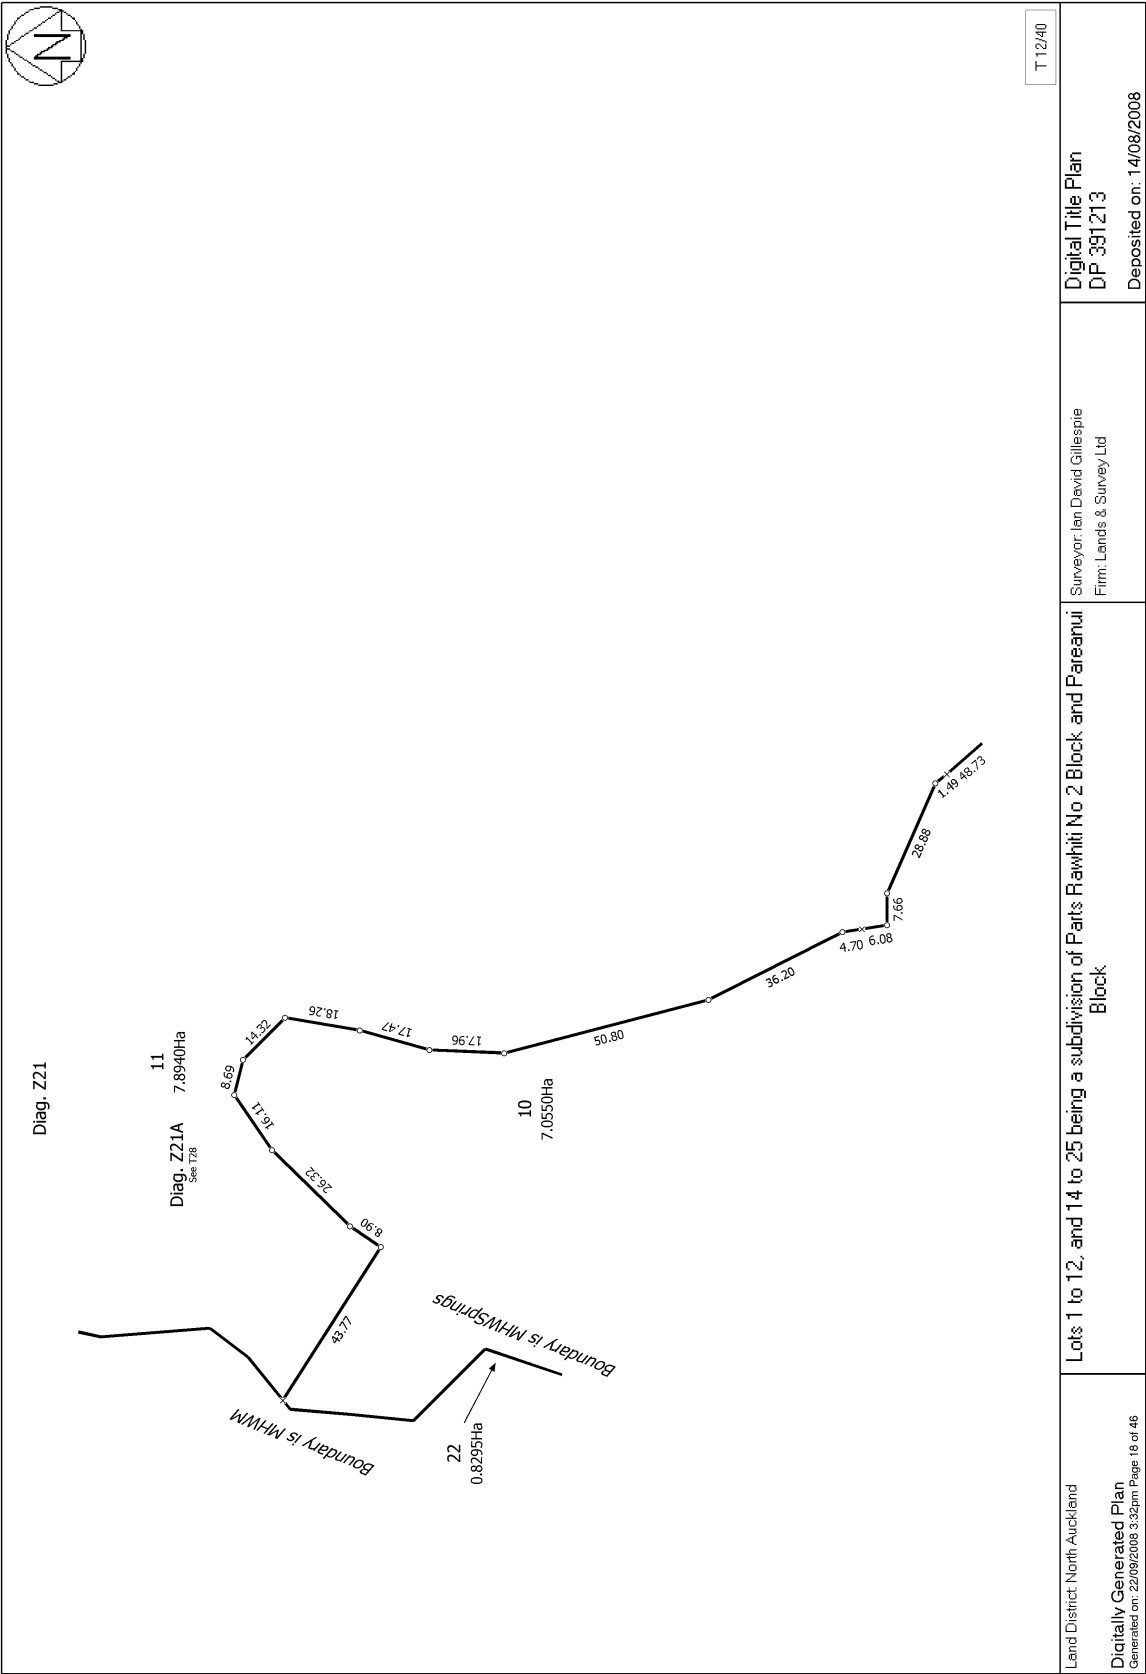 N
Diag. Z21
11
7.8940Ha
Diag. Z21A
See T28
8.69
14.32
16.11
18.26
26.32
17.47
8.90
17.96
43.77
50.80
10
7.0550Ha
36.20
4.70
6.08
7.66
28.88
1.49
48.73
Boundary is MHWM
Boundary is MHWSprings
22
0.8295Ha
T 12/40
Land District: North Auckland
Digitally Generated Plan
Generated on: 22/09/2008 3:32pm Page 18 of 46
Lots 1 to 12, and 14 to 25 being a subdivision of Parts Rawhiti No 2 Block and Pareanui
Block
Surveyor: Ian David Gillespie
Firm: Lands & Survey Ltd
Digital Title Plan
DP 391213
Deposited on: 14/08/2008